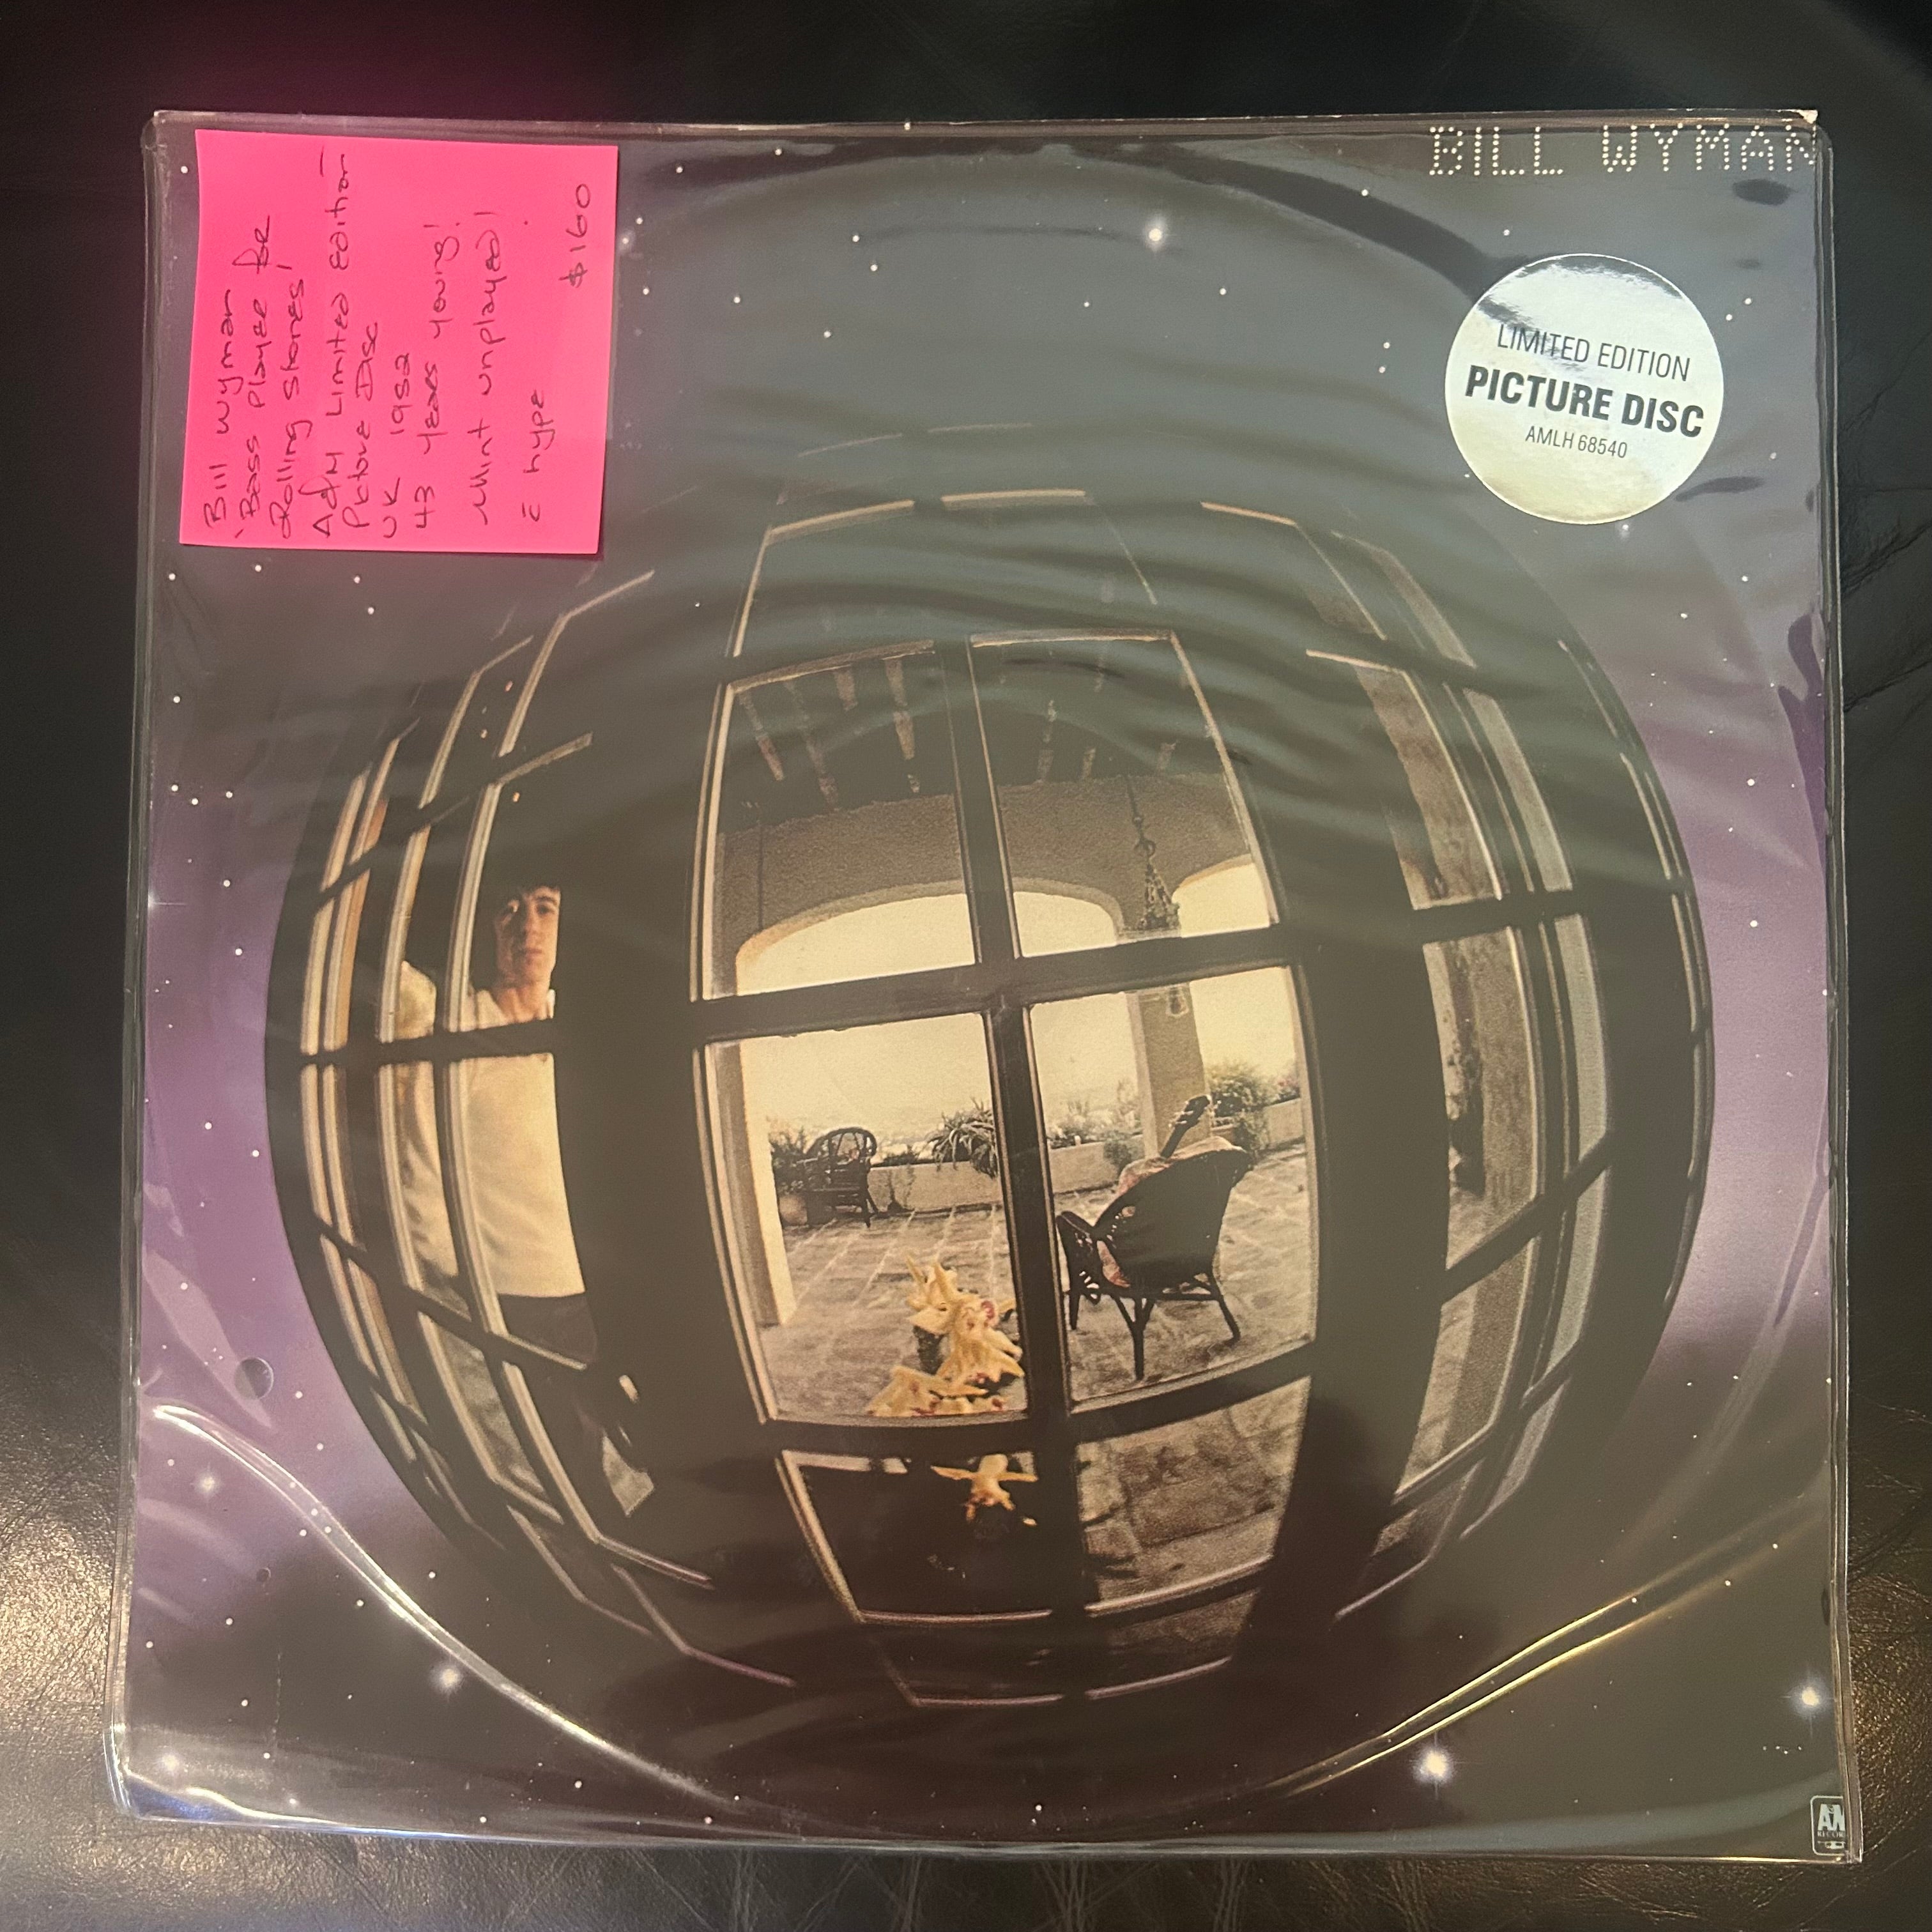 Bill Wyman
'Bass Player for
Rolling Stones'
A&M Limited Edition
Picture Disc
UK 1982
43 years young!
Mint unplayed!
c̄ hype
$160
BILL WYMAN
LIMITED EDITION
PICTURE DISC
AMLH 68540